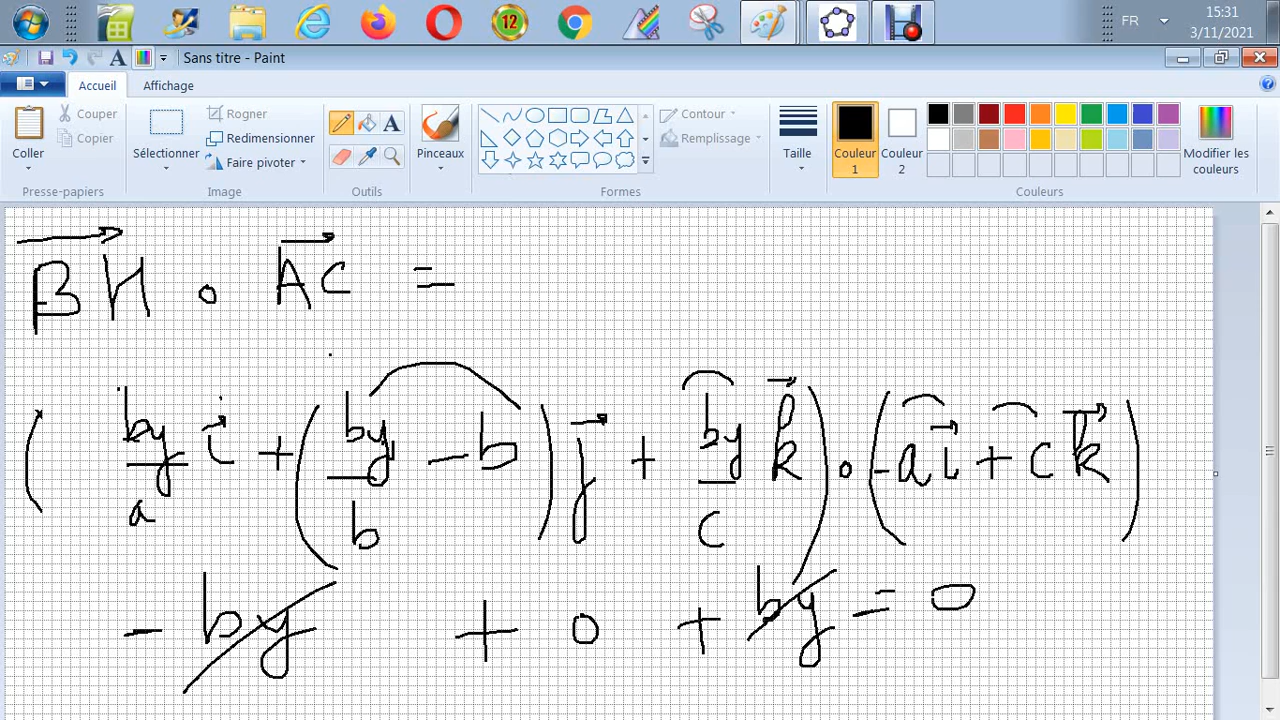 12
FR
15:31
3/11/2021
Sans titre - Paint
Accueil Affichage
Coller
Couper
Copier
Presse-papiers
Sélectionner
Rogner
Redimensionner
Faire pivoter
Image
Outils
Pinceaux
Formes
Contour
Remplissage
Taille
Couleur 1
Couleur 2
Couleurs
Modifier les couleurs
BH . AC =
( by/a i + ( by/b - b ) j + by/c k ) . ( -a i + c k )
- by + 0 + by = 0